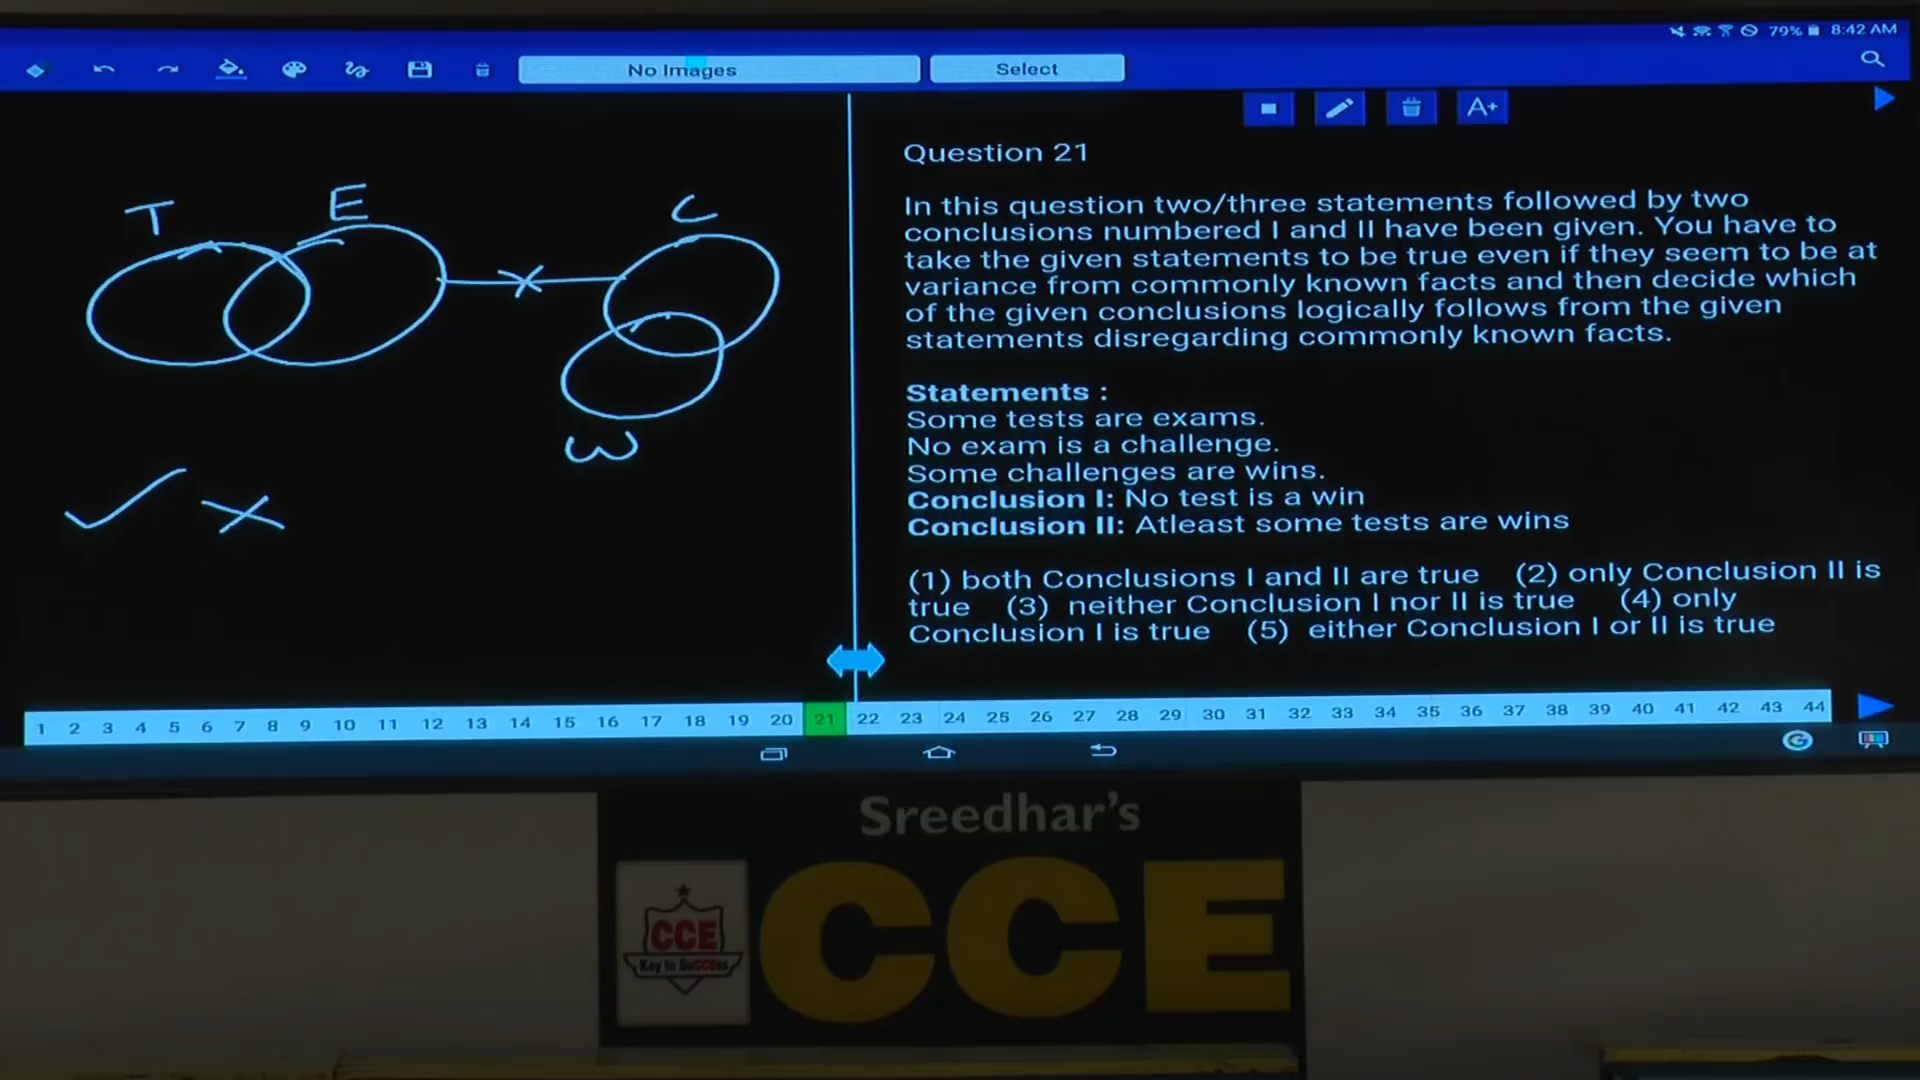 79% 8:42 AM
No Images
Select
A+
Question 21
T
E
C
In this question two/three statements followed by two
conclusions numbered I and II have been given. You have to
take the given statements to be true even if they seem to be at
variance from commonly known facts and then decide which
of the given conclusions logically follows from the given
statements disregarding commonly known facts.
Statements :
Some tests are exams.
No exam is a challenge.
W
Some challenges are wins.
Conclusion I: No test is a win
Conclusion II: Atleast some tests are wins
(1) both Conclusions I and II are true (2) only Conclusion II is
true (3) neither Conclusion I nor II is true (4) only
Conclusion I is true (5) either Conclusion I or II is true
1 2 3 4 5 6 7 8 9 10 11 12 13 14 15 16 17 18 19 20 21 22 23 24 25 26 27 28 29 30 31 32 33 34 35 36 37 38 39 40 41 42 43 44
G
Sreedhar's
CCE
CCE
Key to SuCCEss